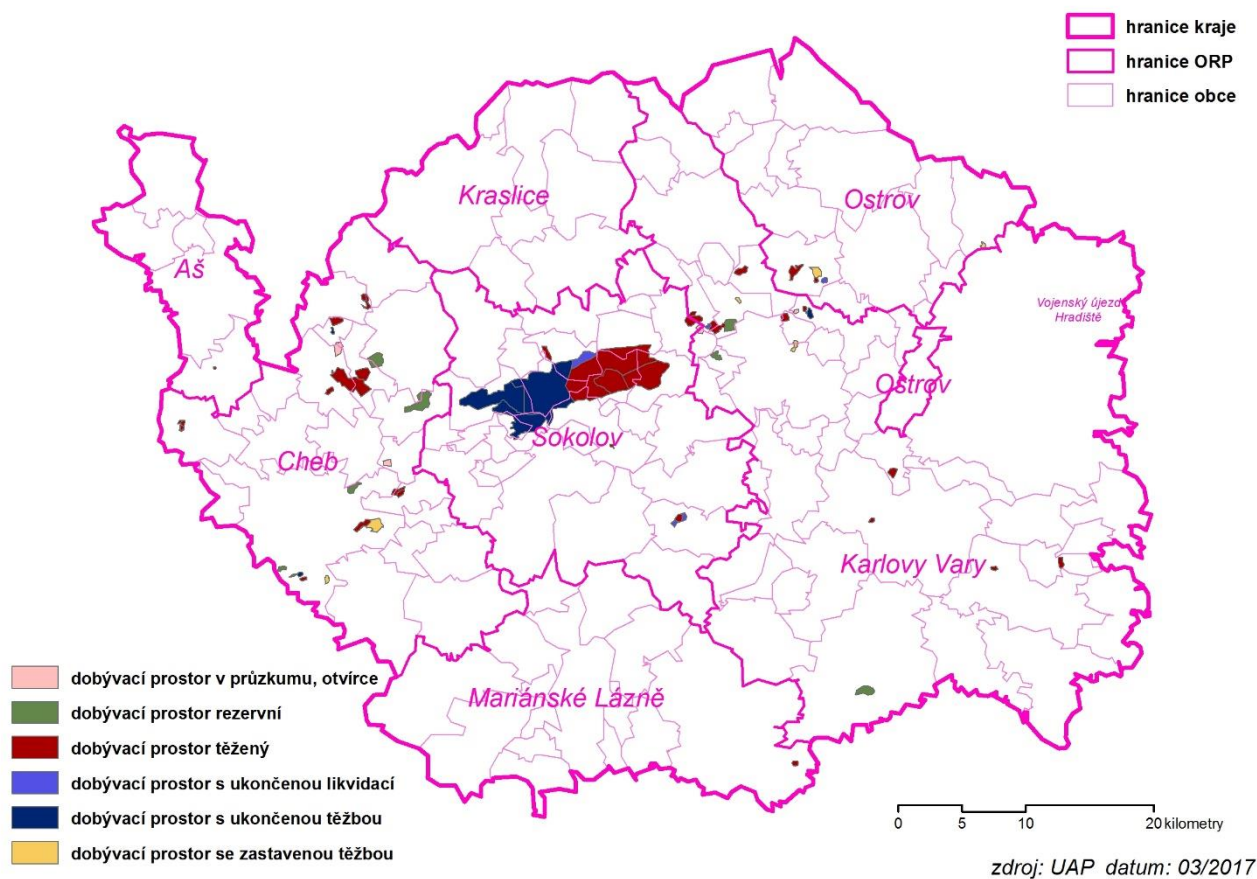 hranice kraje
hranice ORP
hranice obce
Kraslice
Ostrov
Aš
Vojenský újezd
Hradiště
Ostrov
Sokolov
Cheb
Karlovy Vary
Mariánské Lázně
dobývací prostor v průzkumu, otvírce
dobývací prostor rezervní
dobývací prostor těžený
dobývací prostor s ukončenou likvidací
dobývací prostor s ukončenou těžbou
dobývací prostor se zastavenou těžbou
0 5 10 20 kilometry
zdroj: UAP datum: 03/2017